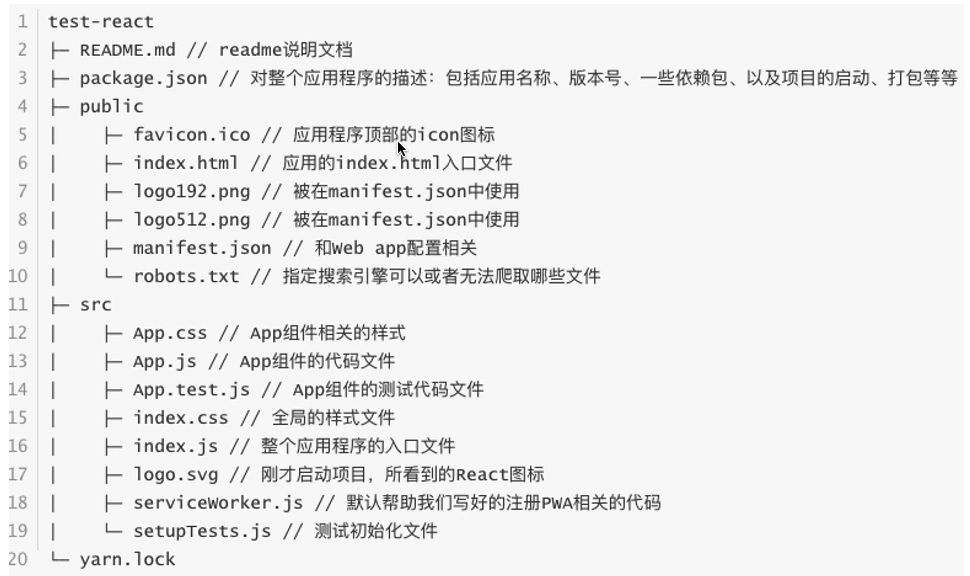 1 test-react
2 ├─ README.md // readme说明文档
3 ├─ package.json // 对整个应用程序的描述：包括应用名称、版本号、一些依赖包、以及项目的启动、打包等等
4 ├─ public
5 │   ├─ favicon.ico // 应用程序顶部的icon图标
6 │   ├─ index.html // 应用的index.html入口文件
7 │   ├─ logo192.png // 被在manifest.json中使用
8 │   ├─ logo512.png // 被在manifest.json中使用
9 │   ├─ manifest.json // 和Web app配置相关
10 │   └─ robots.txt // 指定搜索引擎可以或者无法爬取哪些文件
11 ├─ src
12 │   ├─ App.css // App组件相关的样式
13 │   ├─ App.js // App组件的代码文件
14 │   ├─ App.test.js // App组件的测试代码文件
15 │   ├─ index.css // 全局的样式文件
16 │   ├─ index.js // 整个应用程序的入口文件
17 │   ├─ logo.svg // 刚才启动项目，所看到的React图标
18 │   ├─ serviceWorker.js // 默认帮助我们写好的注册PWA相关的代码
19 │   └─ setupTests.js // 测试初始化文件
20 └─ yarn.lock